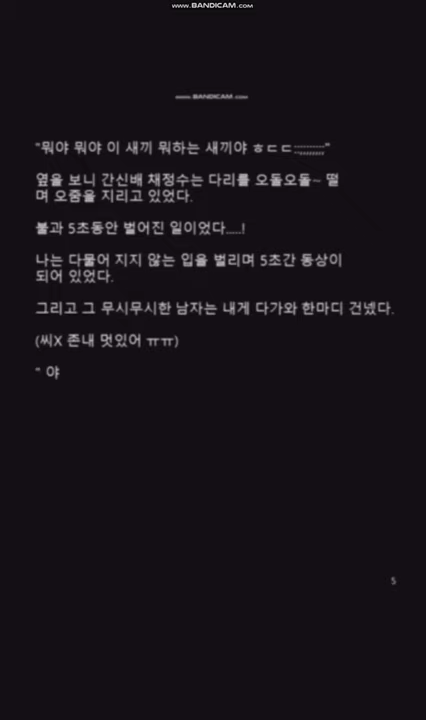 www.BANDICAM.com
www.BANDICAM.com
"뭐야 뭐야 이 새끼 뭐하는 새끼야 ㅎㄷㄷ;;;;;;;;;"
옆을 보니 간신배 채정수는 다리를 오돌오돌~ 떨
며 오줌을 지리고 있었다.
불과 5초동안 벌어진 일이었다.....!
나는 다물어 지지 않는 입을 벌리며 5초간 동상이
되어 있었다.
그리고 그 무시무시한 남자는 내게 다가와 한마디 건넸다.
(씨X 존내 멋있어 ㅠㅠ)
" 야
5